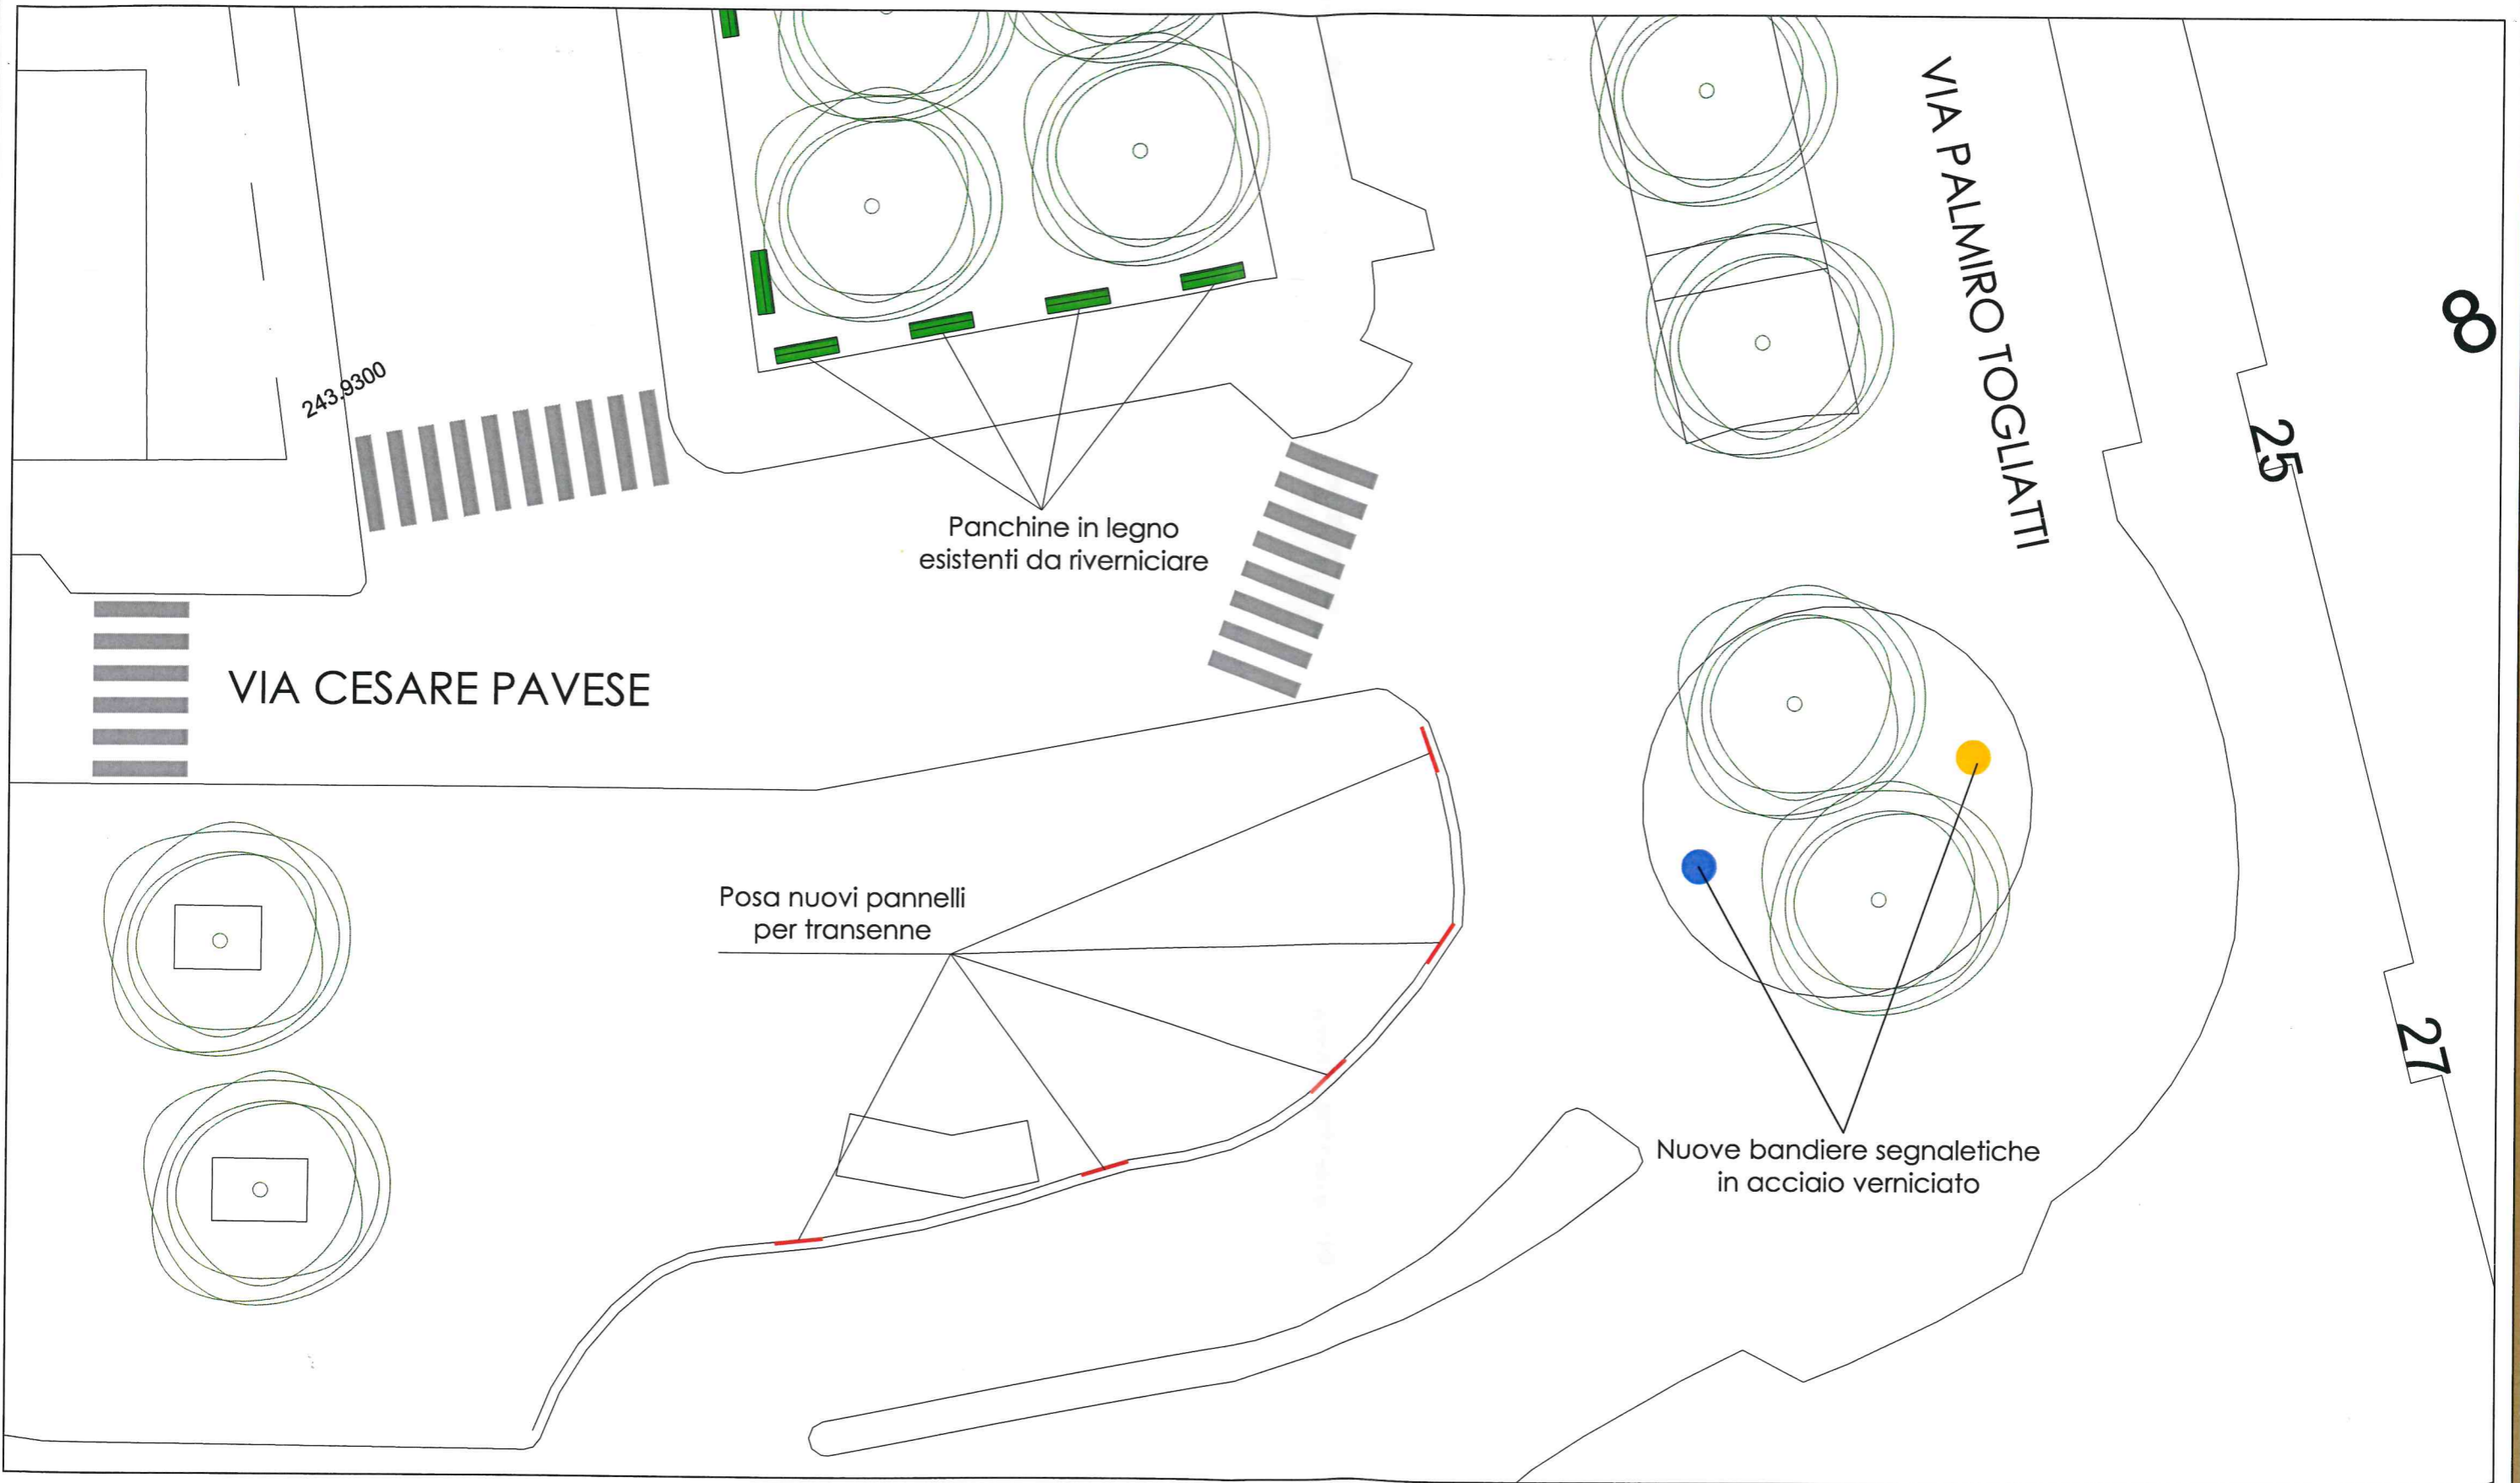 VIA PALMIRO TOGLIATTI
8
243.9300
25
Panchine in legno
esistenti da riverniciare
VIA CESARE PAVESE
Posa nuovi pannelli
per transenne
27
Nuove bandiere segnaletiche
in acciaio verniciato